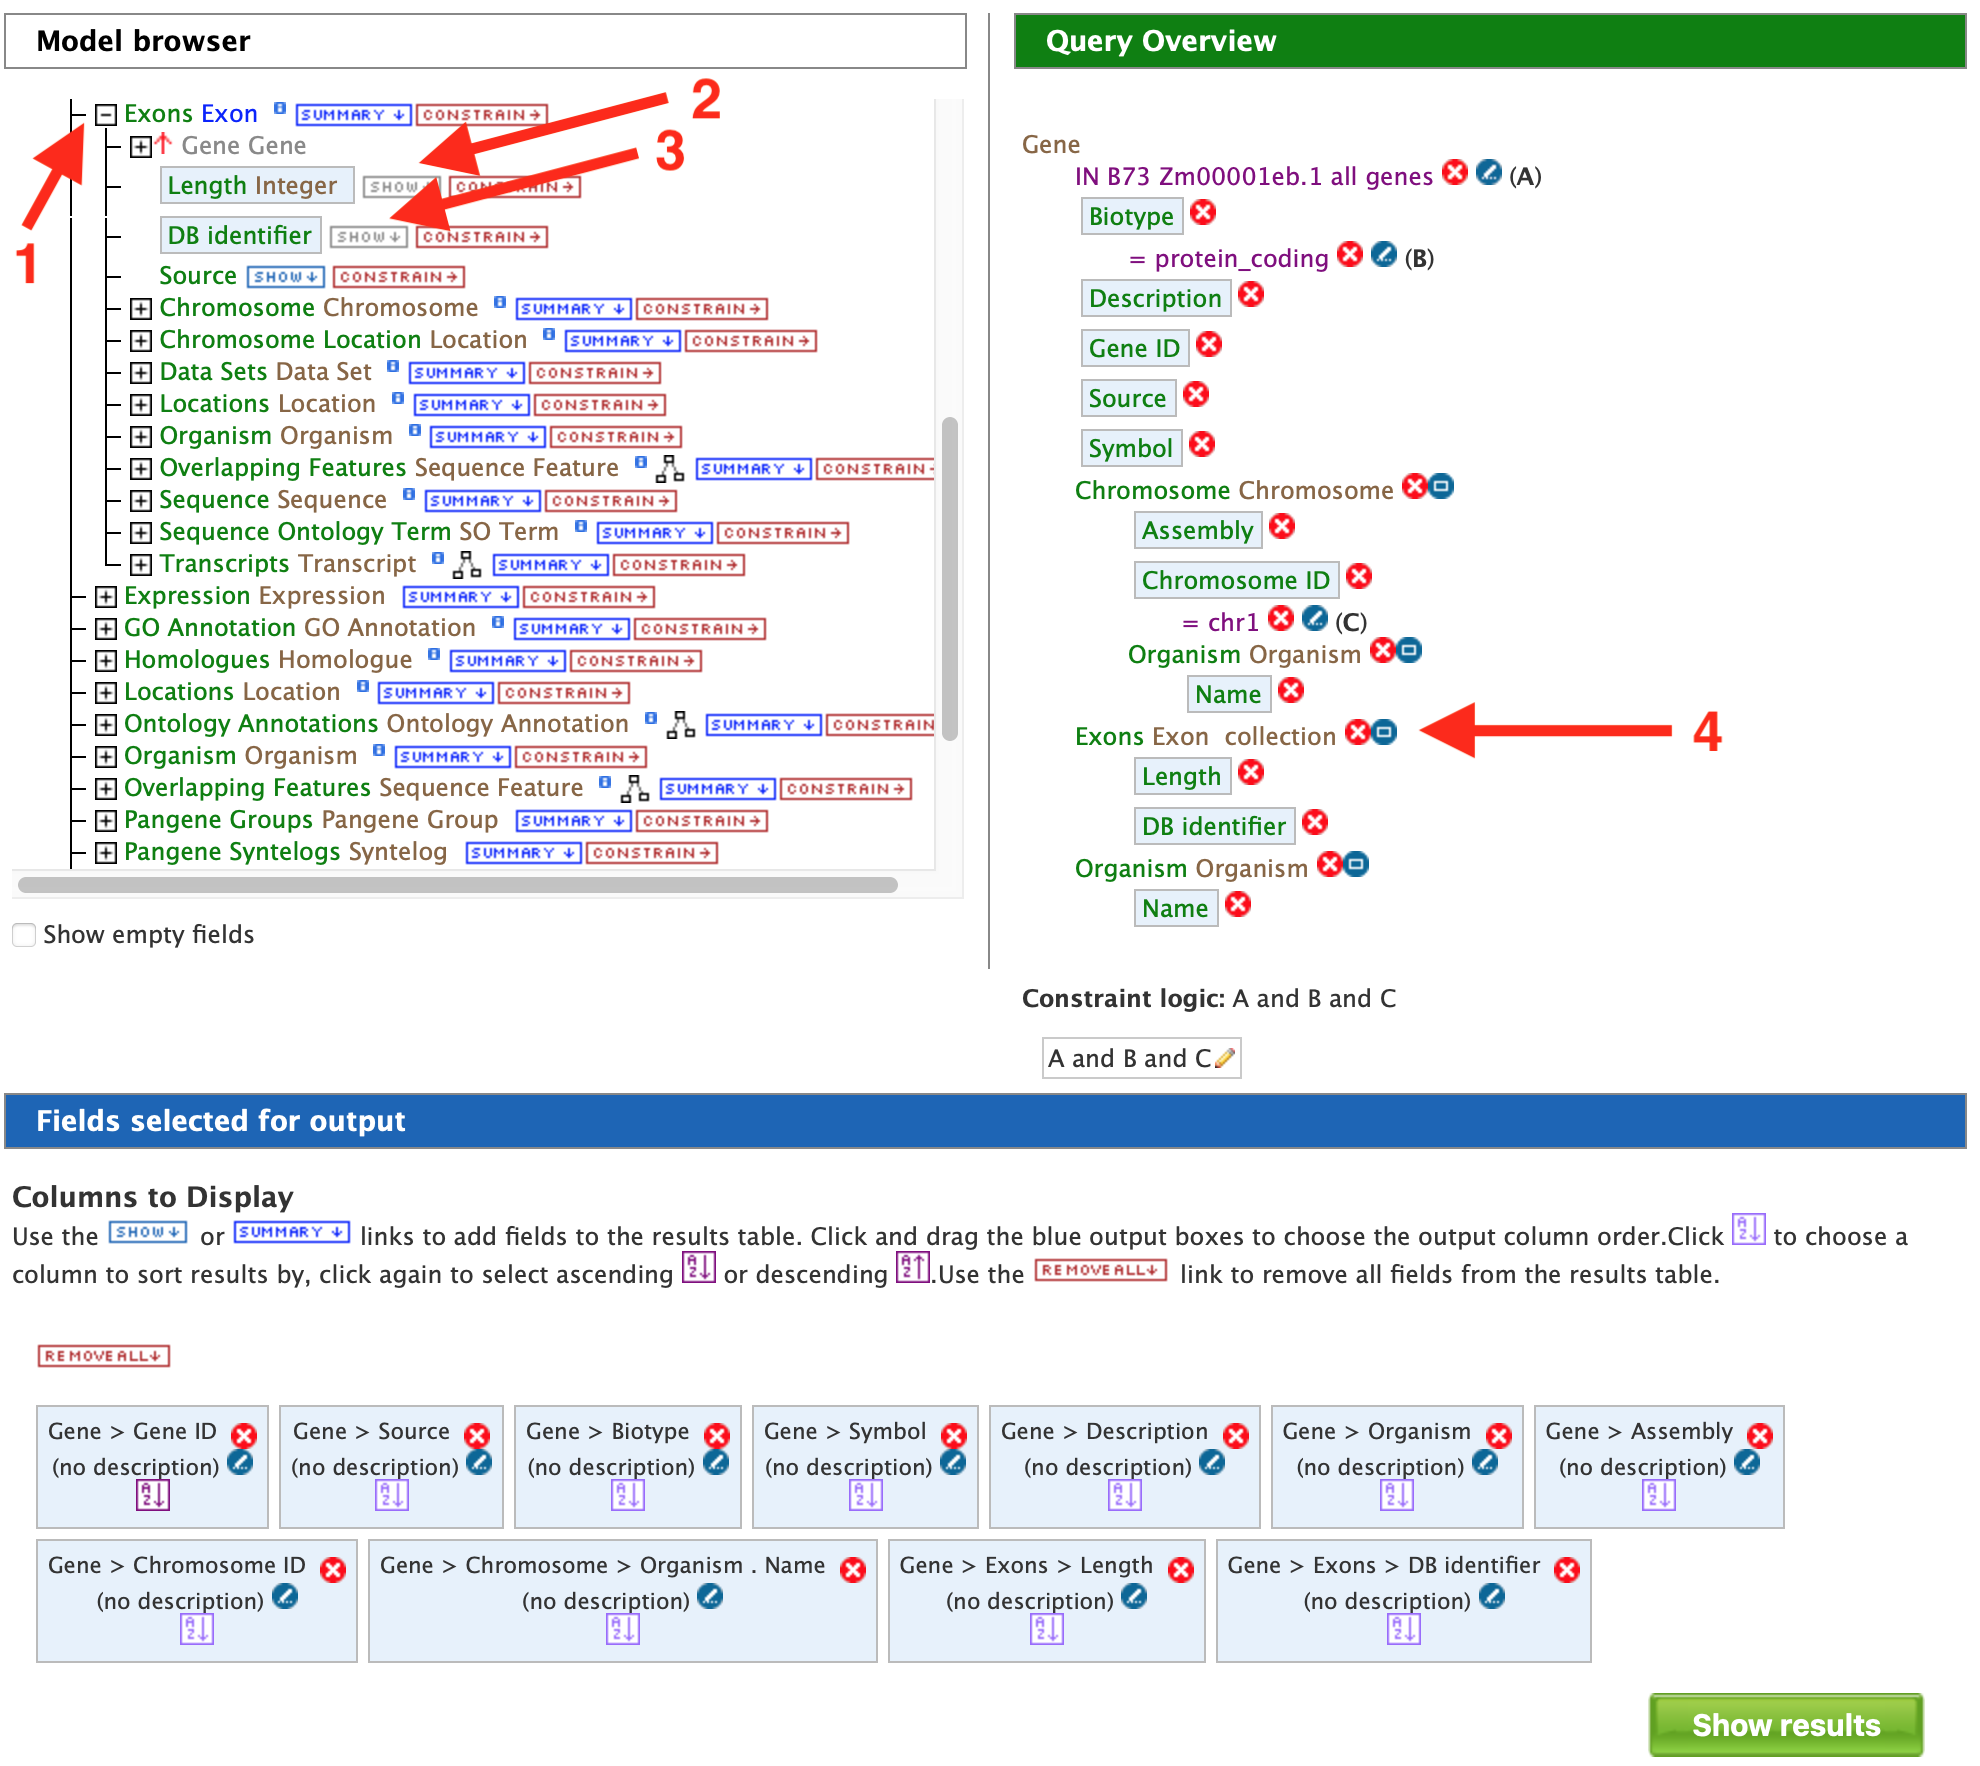 Model browser
Query Overview
Exons Exon SUMMARY CONSTRAIN
2
Gene Gene
3
Length Integer SHOW CONSTRAIN
1
DB identifier SHOW CONSTRAIN
Source SHOW CONSTRAIN
Chromosome Chromosome SUMMARY CONSTRAIN
Chromosome Location Location SUMMARY CONSTRAIN
Data Sets Data Set SUMMARY CONSTRAIN
Locations Location SUMMARY CONSTRAIN
Organism Organism SUMMARY CONSTRAIN
Overlapping Features Sequence Feature SUMMARY CONSTRAIN
Sequence Sequence SUMMARY CONSTRAIN
Sequence Ontology Term SO Term SUMMARY CONSTRAIN
Transcripts Transcript SUMMARY CONSTRAIN
Expression Expression SUMMARY CONSTRAIN
GO Annotation GO Annotation SUMMARY CONSTRAIN
Homologues Homologue SUMMARY CONSTRAIN
Locations Location SUMMARY CONSTRAIN
Ontology Annotations Ontology Annotation SUMMARY CONSTRAIN
Organism Organism SUMMARY CONSTRAIN
Overlapping Features Sequence Feature SUMMARY CONSTRAIN
Pangene Groups Pangene Group SUMMARY CONSTRAIN
Pangene Syntelogs Syntelog SUMMARY CONSTRAIN
Show empty fields
Gene
IN B73 Zm00001eb.1 all genes (A)
Biotype
= protein_coding (B)
Description
Gene ID
Source
Symbol
Chromosome Chromosome
Assembly
Chromosome ID
= chr1 (C)
Organism Organism
Name
Exons Exon collection
4
Length
DB identifier
Organism Organism
Name
Constraint logic: A and B and C
A and B and C
Fields selected for output
Columns to Display
Use the SHOW or SUMMARY links to add fields to the results table. Click and drag the blue output boxes to choose the output column order.Click AZ to choose a
column to sort results by, click again to select ascending AZ or descending AZ.Use the REMOVE ALL link to remove all fields from the results table.
REMOVE ALL
Gene > Gene ID
(no description)
AZ
Gene > Source
(no description)
AZ
Gene > Biotype
(no description)
AZ
Gene > Symbol
(no description)
AZ
Gene > Description
(no description)
AZ
Gene > Organism
(no description)
AZ
Gene > Assembly
(no description)
AZ
Gene > Chromosome ID
(no description)
AZ
Gene > Chromosome > Organism . Name
(no description)
AZ
Gene > Exons > Length
(no description)
AZ
Gene > Exons > DB identifier
(no description)
AZ
Show results